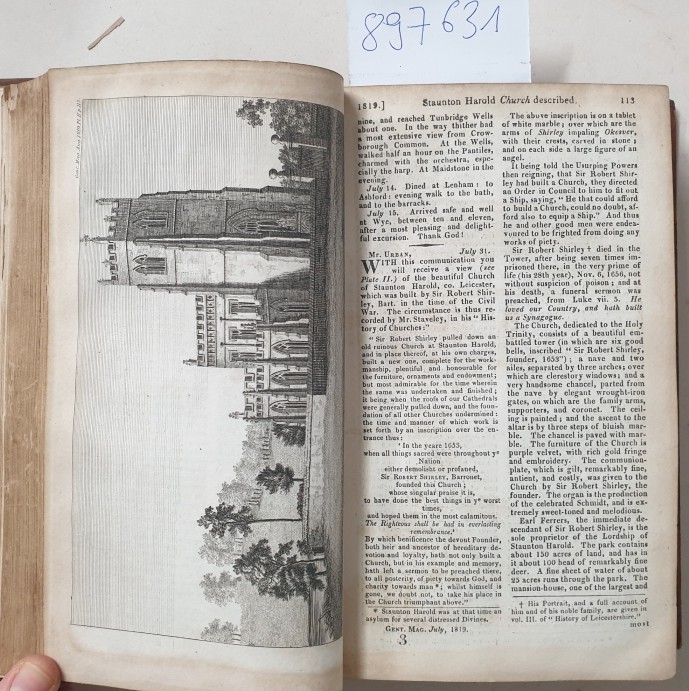 897631
Gent. Mag. Aug. 1819. Pl. II. p. 113
1819.] Staunton Harold Church described. 113
nine, and reached Tunbridge Wells
about one. In the way thither had
a most extensive view from Crow-
borough Common. At the Wells,
walked half an hour on the Pantiles,
charmed with the orchestra, espe-
cially the harp. At Maidstone in the
evening.
July 14. Dined at Lenham: to
Ashford: evening walk to the bath,
and to the barracks.
July 15. Arrived safe and well
at Wye, between ten and eleven,
after a most pleasing and delight-
ful excursion. Thank God!
Mr. Urban, July 31.
WITH this communication you
will receive a view (see
Plate II.) of the beautiful Church
of Staunton Harold, co. Leicester,
which was built by Sir Robert Shir-
ley, Bart. in the time of the Civil
War. The circumstance is thus re-
corded by Mr. Staveley, in his "His-
tory of Churches:"
"Sir Robert Shirley pulled down an
old ruinous Church at Staunton Harold,
and in place thereof, at his own charges,
built a new one, complete for the work-
manship, plentiful and honourable for
the furniture, ornaments and endowment;
but most admirable for the time wherein
the same was undertaken and finished;
it being when the roofs of our Cathedrals
were generally pulled down, and the foun-
dation of all other Churches undermined:
the time and manner of which work is
set forth by an inscription over the en-
trance thus:
'In the yeare 1653,
when all things sacred were throughout yᵉ
Nation
either demolisht or profaned,
Sir Robert Shirley, Barronet,
founded this Church;
whose singular praise it is,
to have done the best things in yᵉ worst
times,
and hoped them in the most calamitous.
The Righteous shall be had in everlasting
remembrance.'
By which benificence the devout Founder,
both heir and ancestor of hereditary de-
votion and loyalty, hath not only built a
Church, but in his example and memory,
hath left a sermon to be preached there,
to all posterity, of piety towards God, and
charity towards man*; whilst himself is
gone, we doubt not, to take his place in
the Church triumphant above."
* Staunton Harold was at that time an
asylum for several distressed Divines.
Gent. Mag. July, 1819.
3
The above inscription is on a tablet
of white marble; over which are the
arms of Shirley impaling Okeover,
with their crests, carved in stone;
and on each side a large figure of an
angel.
It being told the Usurping Powers
then reigning, that Sir Robert Shir-
ley had built a Church, they directed
an Order in Council to him to fit out
a Ship, saying, "He that could afford
to build a Church, could no doubt, af-
ford also to equip a Ship." And thus
he and other good men were endea-
voured to be frighted from doing any
works of piety.
Sir Robert Shirley† died in the
Tower, after being seven times im-
prisoned there, in the very prime of
life (his 28th year), Nov. 6, 1656, not
without suspicion of poison; and at
his death, a funeral sermon was
preached, from Luke vii. 5. He
loved our Country, and hath built
us a Synagogue.
The Church, dedicated to the Holy
Trinity, consists of a beautiful em-
battled tower (in which are six good
bells, inscribed "Sir Robert Shirley,
founder, 1653"); a nave and two
ailes, separated by three arches; over
which are clerestory windows; and a
very handsome chancel, parted from
the nave by elegant wrought-iron
gates, on which are the family arms,
supporters, and coronet. The ceil-
ing is painted; and the ascent to the
altar is by three steps of bluish mar-
ble. The chancel is paved with mar-
ble. The furniture of the Church is
purple velvet, with rich gold fringe
and embroidery. The communion-
plate, which is gilt, remarkably fine,
antient, and costly, was given to the
Church by Sir Robert Shirley, the
founder. The organ is the production
of the celebrated Schmidt, and is ex-
tremely sweet-toned and melodious.
Earl Ferrers, the immediate de-
scendant of Sir Robert Shirley, is the
sole proprietor of the Lordship of
Staunton Harold. The park contains
about 150 acres of land, and has in
it about 100 head of remarkably fine
deer. A fine sheet of water of about
25 acres runs through the park. The
mansion-house, one of the largest and
† His Portrait, and a full account of
him and of his noble family, are given in
vol. III. of "History of Leicestershire."
most